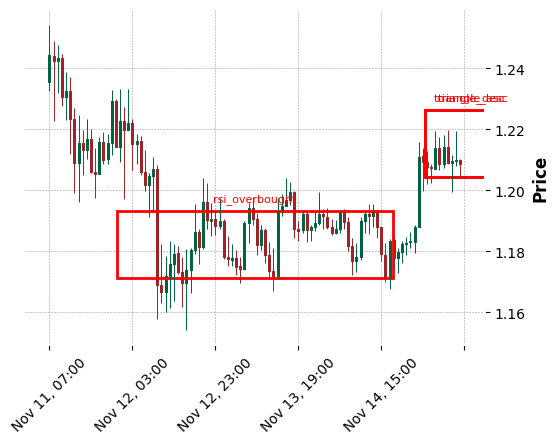 1.24
1.22
1.20
1.18
1.16
Price
rsi_overbought
Nov 11, 07:00
Nov 12, 03:00
Nov 12, 23:00
Nov 13, 19:00
Nov 14, 15:00